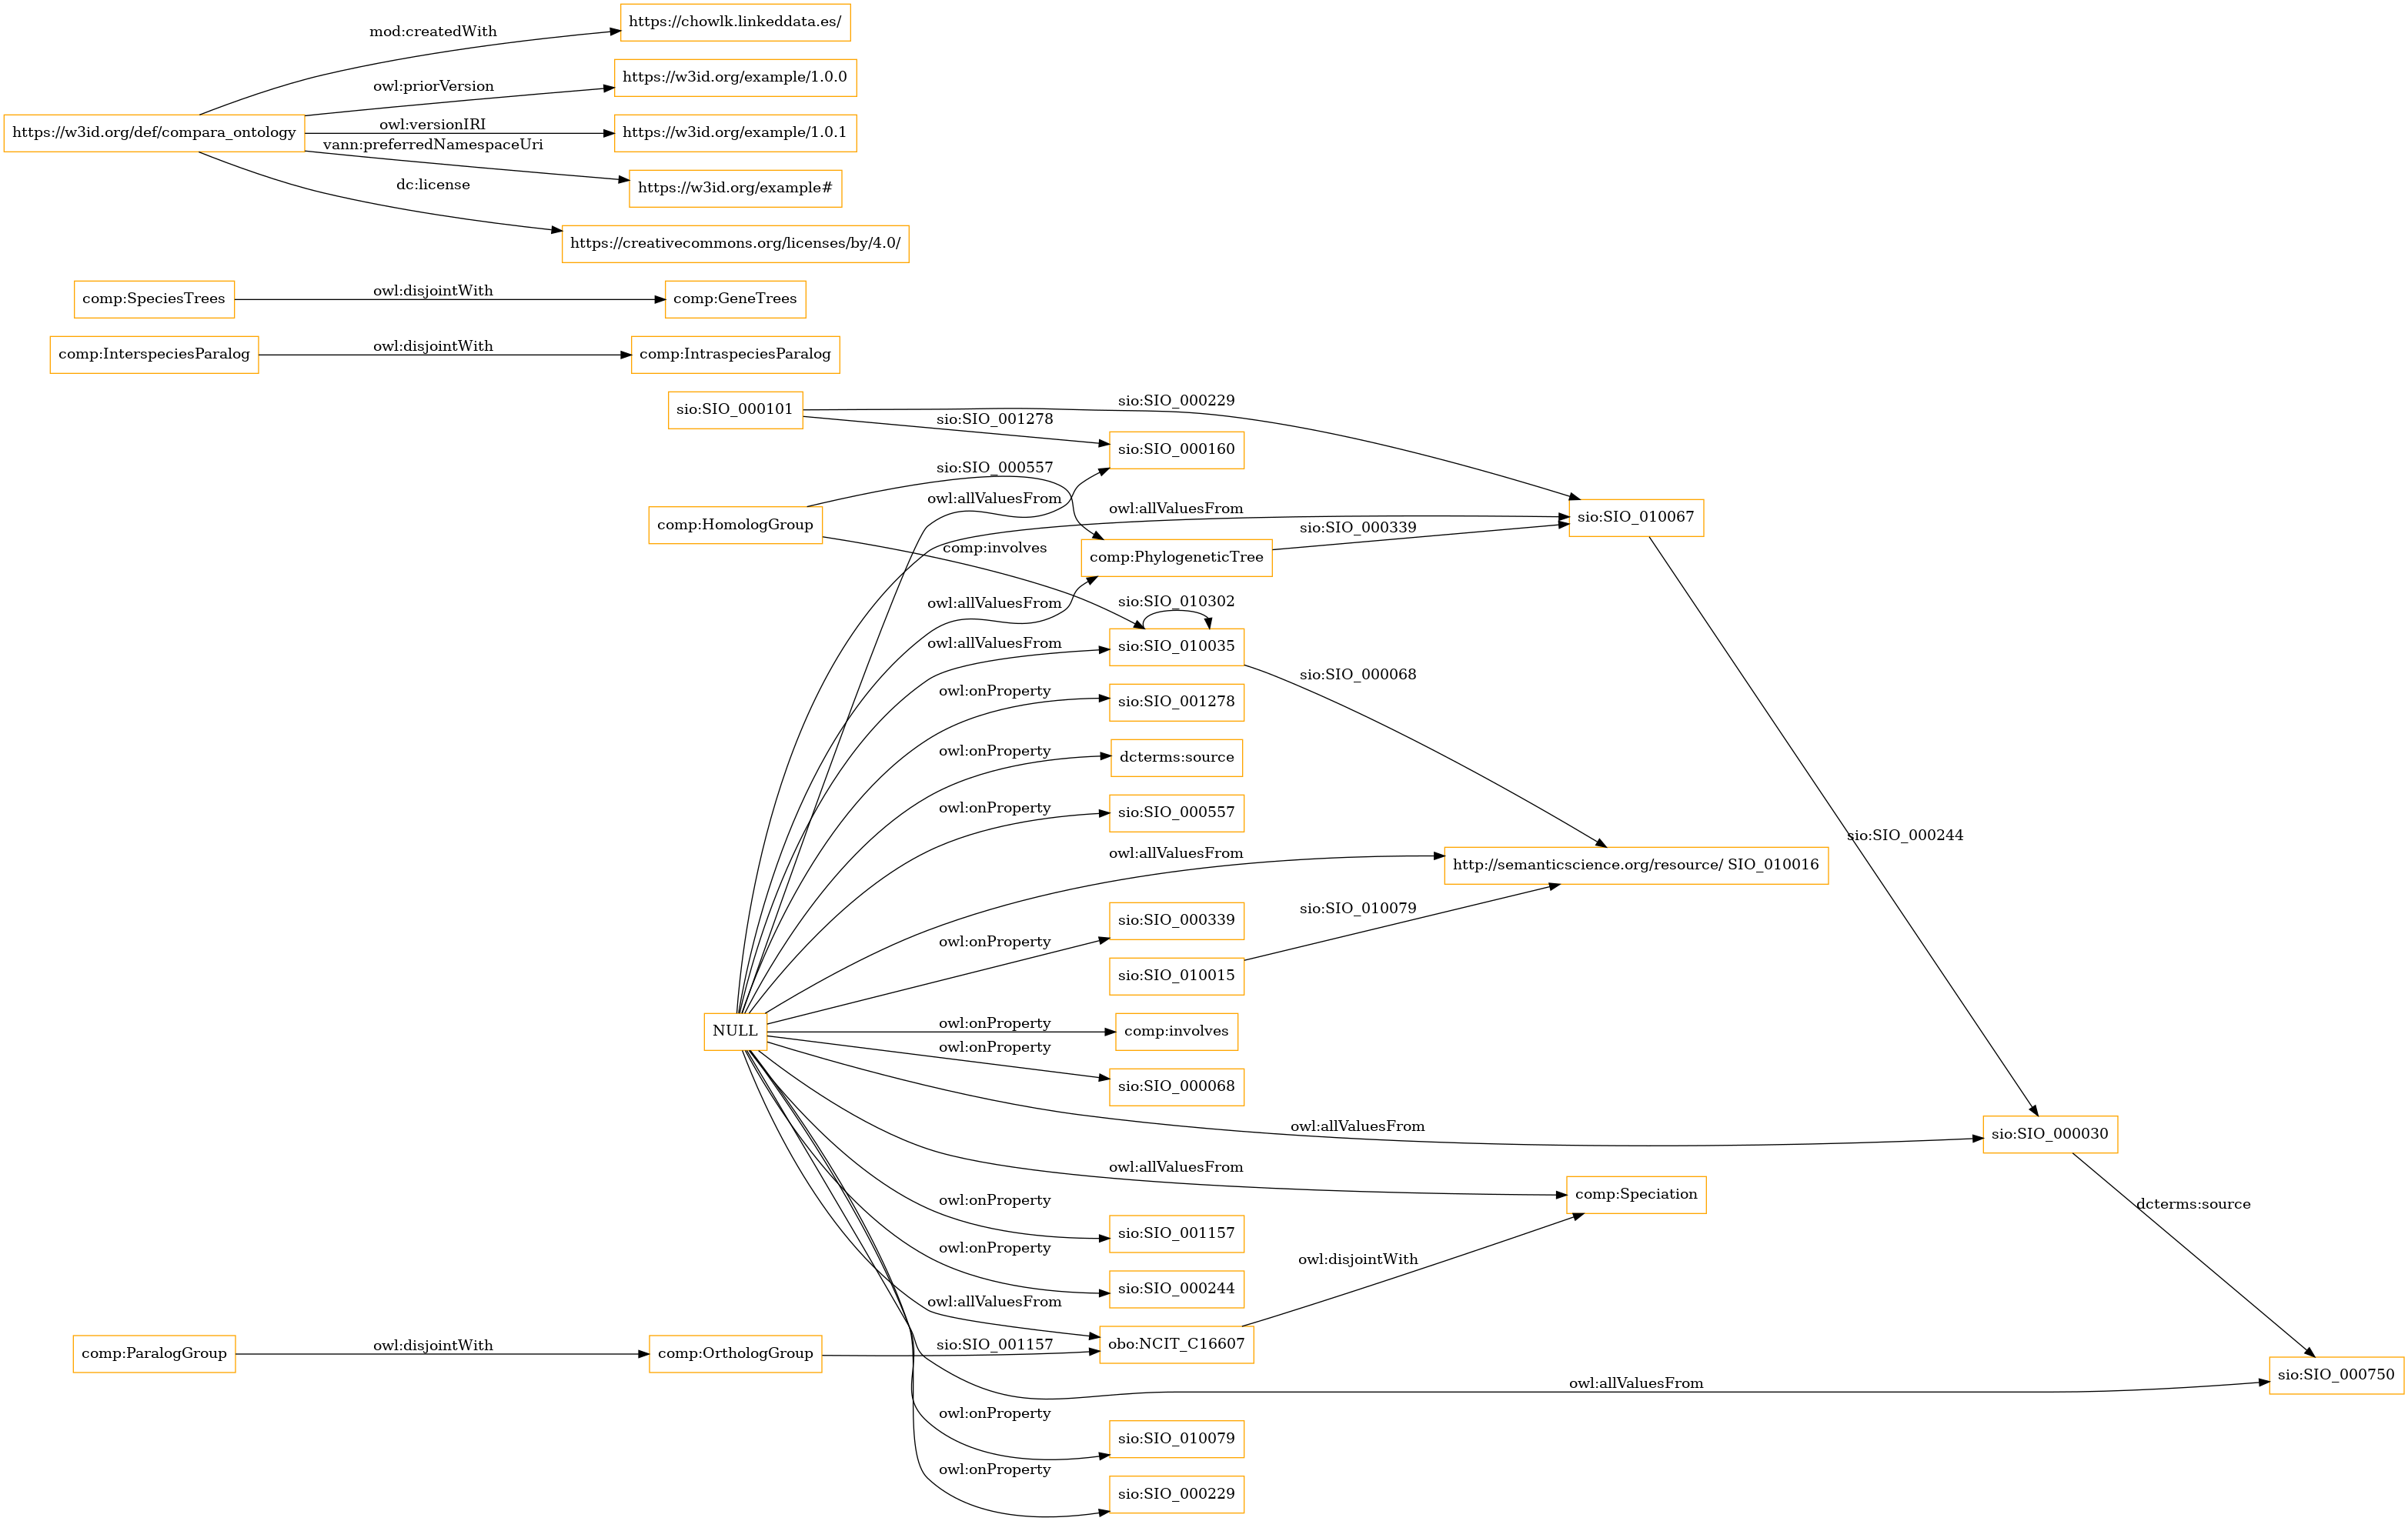 https://chowlk.linkeddata.es/
mod:createdWith
https://w3id.org/example/1.0.0
owl:priorVersion
https://w3id.org/def/compara_ontology
owl:versionIRI
https://w3id.org/example/1.0.1
vann:preferredNamespaceUri
https://w3id.org/example#
dc:license
https://creativecommons.org/licenses/by/4.0/
comp:SpeciesTrees
owl:disjointWith
comp:GeneTrees
comp:InterspeciesParalog
owl:disjointWith
comp:IntraspeciesParalog
sio:SIO_000101
sio:SIO_000229
sio:SIO_001278
sio:SIO_000160
sio:SIO_000557
owl:allValuesFrom
comp:HomologGroup
owl:allValuesFrom
sio:SIO_010067
sio:SIO_000339
comp:involves
comp:PhylogeneticTree
owl:allValuesFrom
sio:SIO_010302
owl:allValuesFrom
sio:SIO_010035
sio:SIO_000068
owl:onProperty
sio:SIO_001278
owl:onProperty
dcterms:source
owl:onProperty
sio:SIO_000557
sio:SIO_000244
owl:allValuesFrom
http://semanticscience.org/resource/ SIO_010016
sio:SIO_010079
sio:SIO_000339
owl:onProperty
sio:SIO_010015
NULL
owl:onProperty
comp:involves
owl:onProperty
sio:SIO_000068
owl:allValuesFrom
sio:SIO_000030
owl:allValuesFrom
comp:Speciation
owl:onProperty
dcterms:source
sio:SIO_001157
owl:onProperty
owl:disjointWith
sio:SIO_000244
owl:allValuesFrom
comp:ParalogGroup
owl:disjointWith
comp:OrthologGroup
sio:SIO_001157
obo:NCIT_C16607
owl:allValuesFrom
sio:SIO_000750
owl:onProperty
sio:SIO_010079
owl:onProperty
sio:SIO_000229